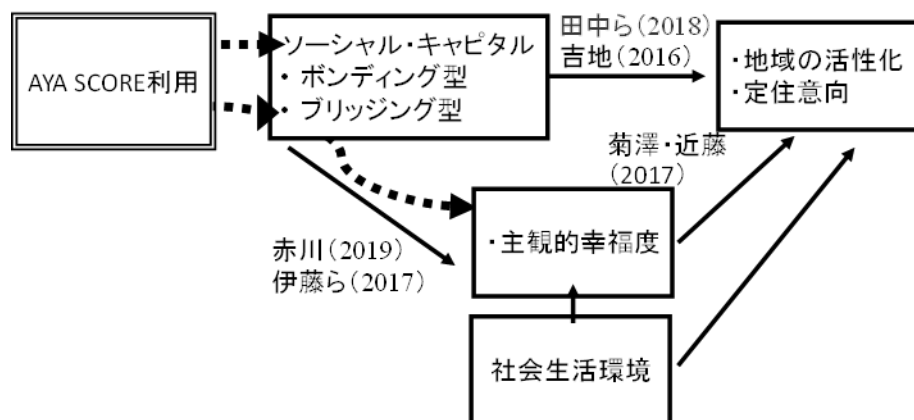 AYA SCORE利用
ソーシャル・キャピタル
・ ボンディング型
・ ブリッジング型
田中ら(2018)
吉地(2016)
・地域の活性化
・定住意向
菊澤・近藤
(2017)
・主観的幸福度
赤川(2019)
伊藤ら(2017)
社会生活環境